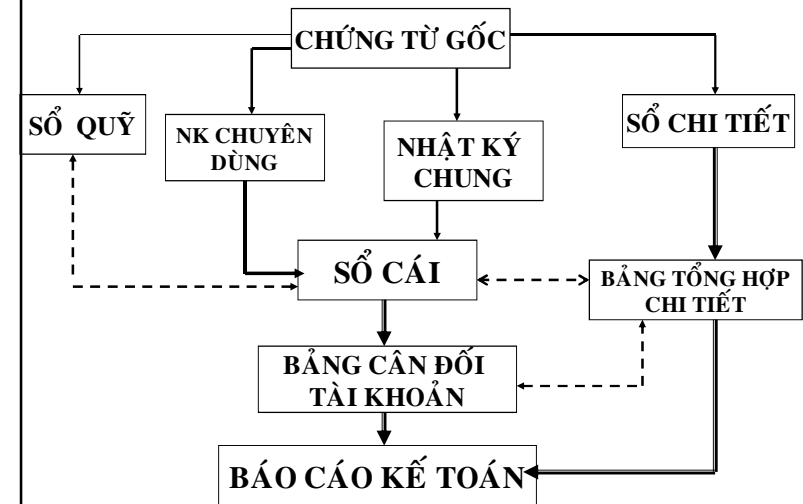 CHỨNG TỪ GỐC
SỔ QUỸ
NK CHUYÊN
DÙNG
NHẬT KÝ
CHUNG
SỔ CHI TIẾT
SỔ CÁI
BẢNG TỔNG HỢP
CHI TIẾT
BẢNG CÂN ĐỐI
TÀI KHOẢN
BÁO CÁO KẾ TOÁN